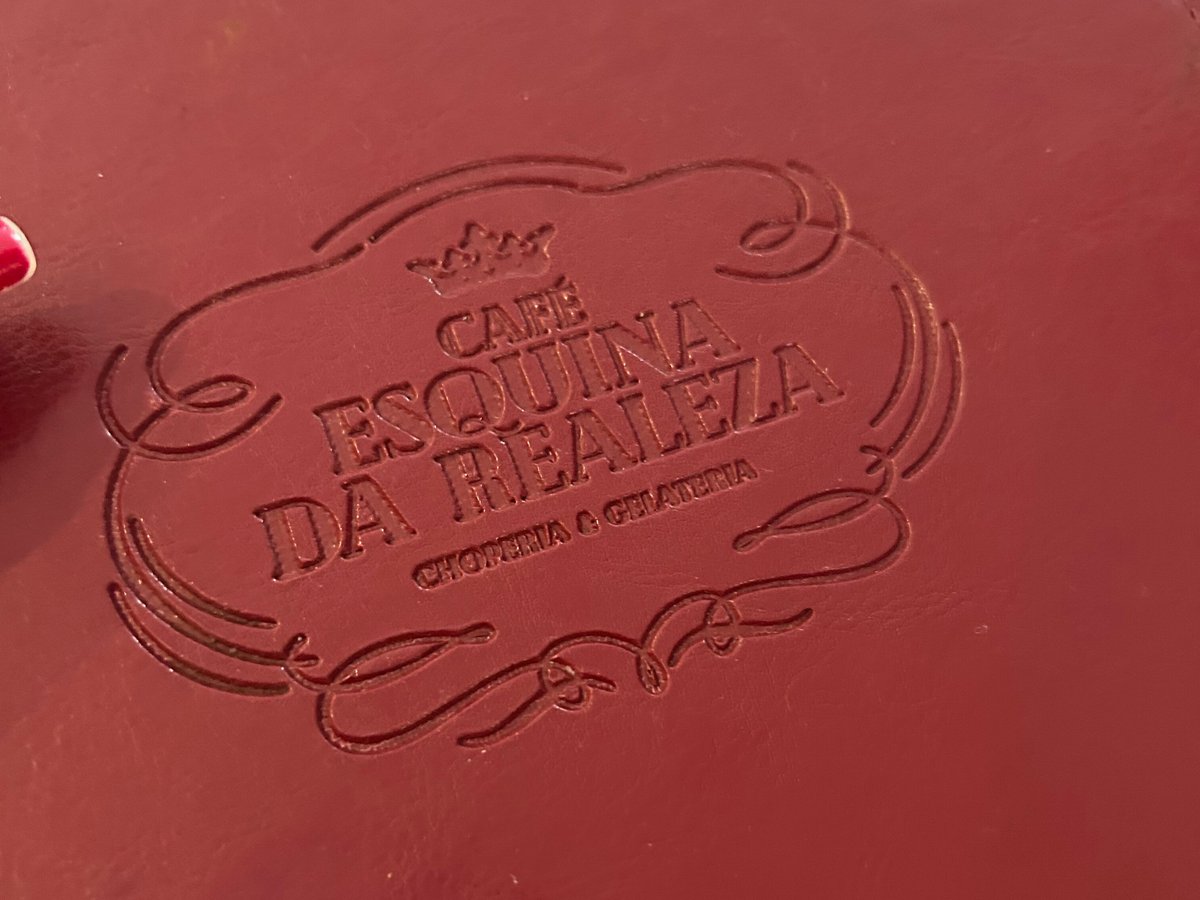 CAFÉ
ESQUINA
DA REALEZA
CHOPERIA & GELATERIA